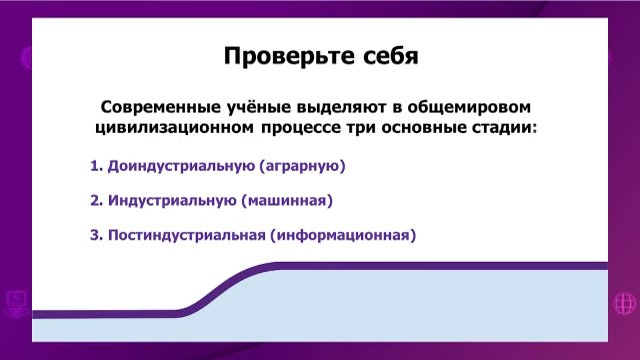 Проверьте себя
Современные учёные выделяют в общемировом
цивилизационном процессе три основные стадии:
1. Доиндустриальную (аграрную)
2. Индустриальную (машинная)
3. Постиндустриальная (информационная)